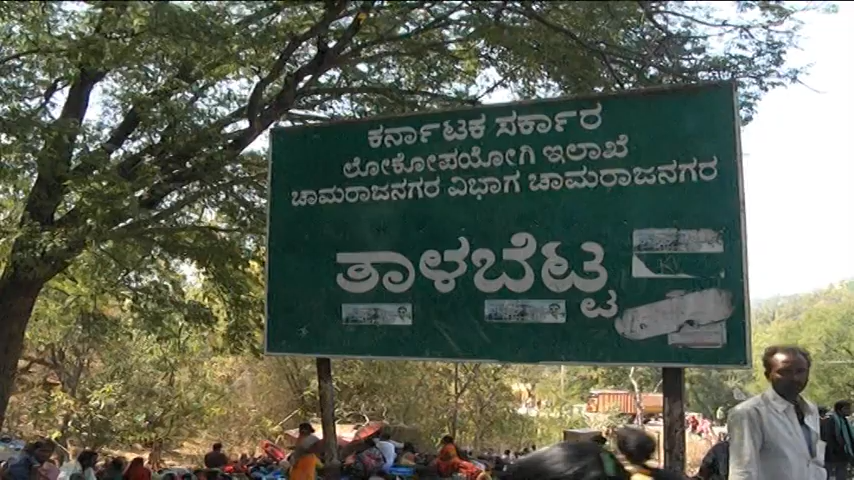 ಕರ್ನಾಟಕ ಸರ್ಕಾರ
ಲೋಕೋಪಯೋಗಿ ಇಲಾಖೆ
ಚಾಮರಾಜನಗರ ವಿಭಾಗ ಚಾಮರಾಜನಗರ
ತಾಳಬೆಟ್ಟ